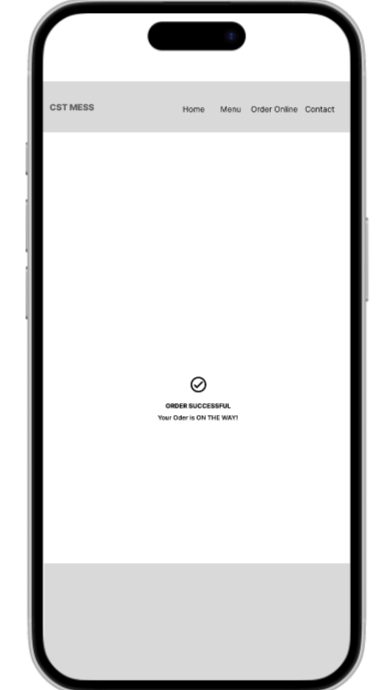 CST MESS
Home Menu Order Online Contact
ORDER SUCCESSFUL
Your Oder is ON THE WAY!